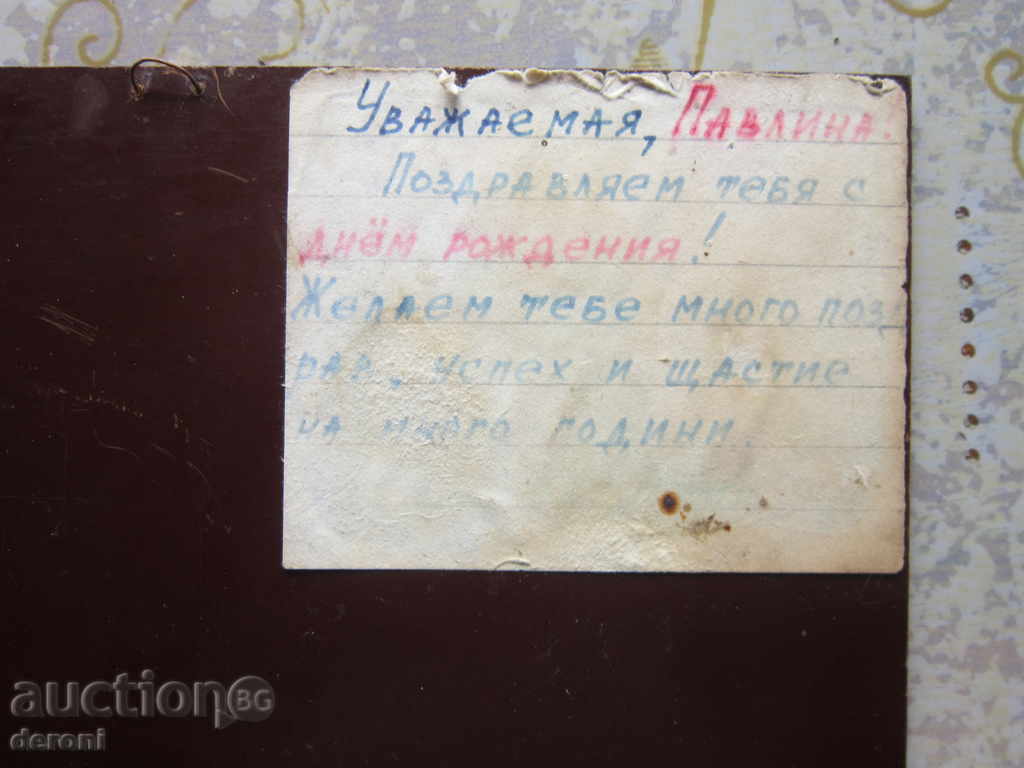 Уважаемая, Павлина!
Поздравляем тебя с
днём рождения!
Желаем тебе много позд
рав., успех и щастие
на много години.
auction BG
deroni